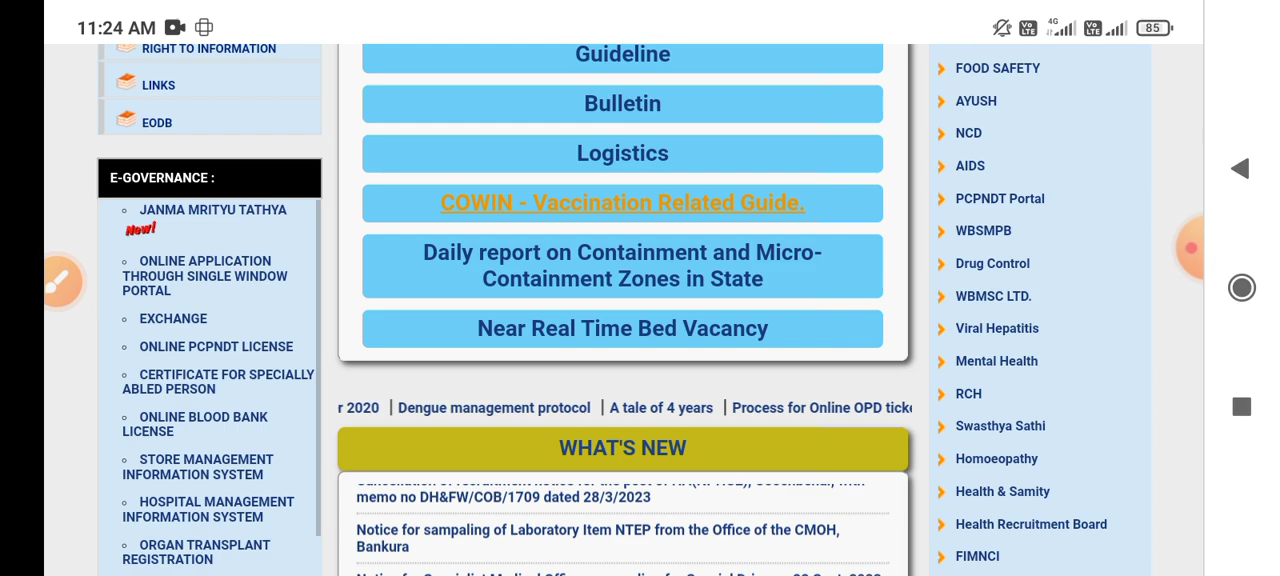 11:24 AM
4G
Vo LTE
Vo LTE
85
RIGHT TO INFORMATION
LINKS
EODB
E-GOVERNANCE :
JANMA MRITYU TATHYA
New!
ONLINE APPLICATION
THROUGH SINGLE WINDOW
PORTAL
EXCHANGE
ONLINE PCPNDT LICENSE
CERTIFICATE FOR SPECIALLY
ABLED PERSON
ONLINE BLOOD BANK
LICENSE
STORE MANAGEMENT
INFORMATION SYSTEM
HOSPITAL MANAGEMENT
INFORMATION SYSTEM
ORGAN TRANSPLANT
REGISTRATION
Guideline
Bulletin
Logistics
COWIN - Vaccination Related Guide.
Daily report on Containment and Micro-
Containment Zones in State
Near Real Time Bed Vacancy
r 2020 | Dengue management protocol | A tale of 4 years | Process for Online OPD ticke
WHAT'S NEW
memo no DH&FW/COB/1709 dated 28/3/2023
Notice for sampaling of Laboratory Item NTEP from the Office of the CMOH,
Bankura
FOOD SAFETY
AYUSH
NCD
AIDS
PCPNDT Portal
WBSMPB
Drug Control
WBMSC LTD.
Viral Hepatitis
Mental Health
RCH
Swasthya Sathi
Homoeopathy
Health & Samity
Health Recruitment Board
FIMNCI